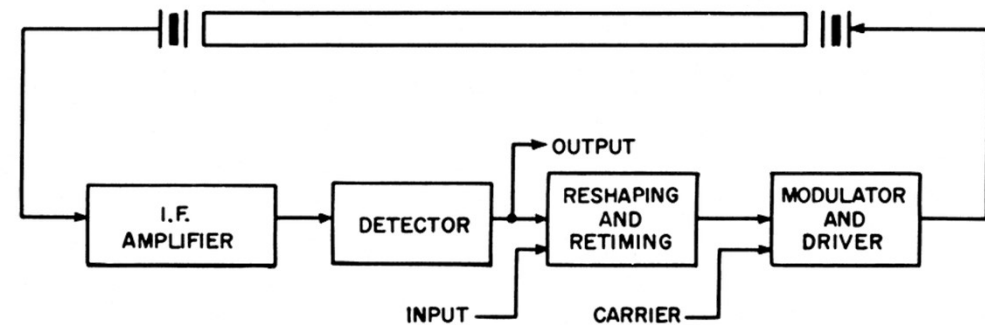 OUTPUT
I.F.
AMPLIFIER
DETECTOR
RESHAPING
AND
RETIMING
MODULATOR
AND
DRIVER
INPUT
CARRIER